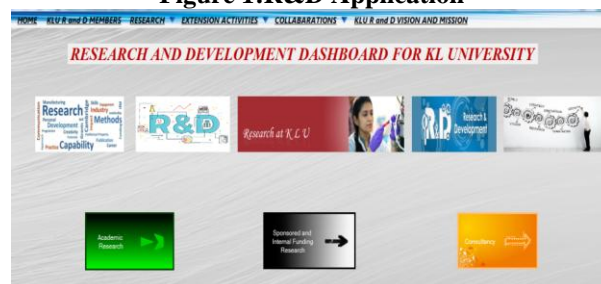 Figure 1:R&D Application
HOME KLU R and D MEMBERS RESEARCH EXTENSION ACTIVITIES COLLABARATIONS KLU R and D VISION AND MISSION
RESEARCH AND DEVELOPMENT DASHBOARD FOR KL UNIVERSITY
Research
Methods
Development
Capability
R&D
Research at K L U
R&D
Research &
Development
Academic
Research
Sponsored and
Internal Funding
Research
Consultancy